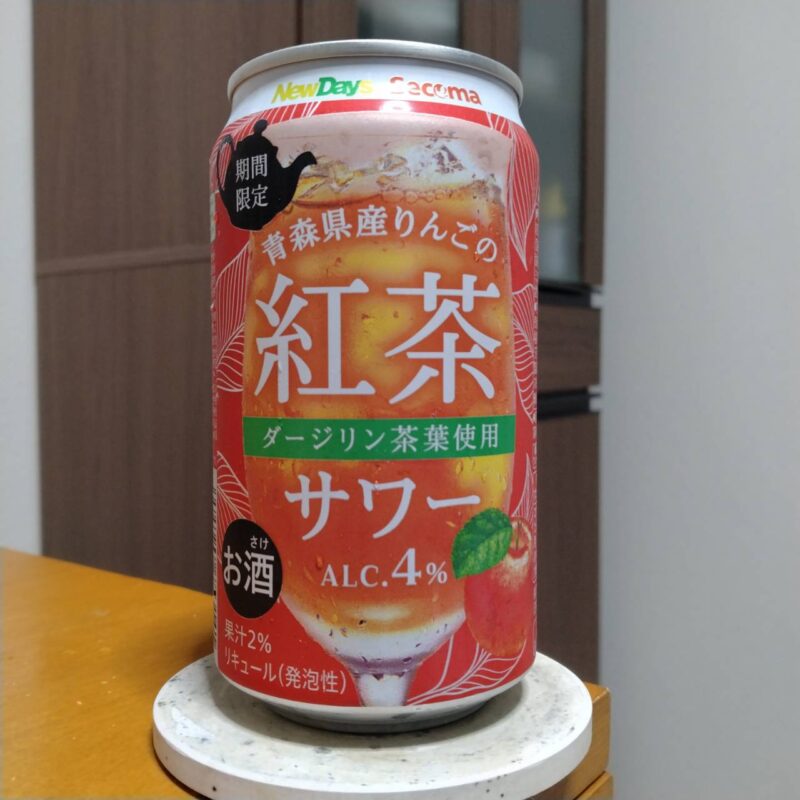 NewDays Secoma
期間
限定
青森県産りんごの
紅茶
ダージリン茶葉使用
サワー
ALC.4%
さけ
お酒
果汁2%
リキュール(発泡性)